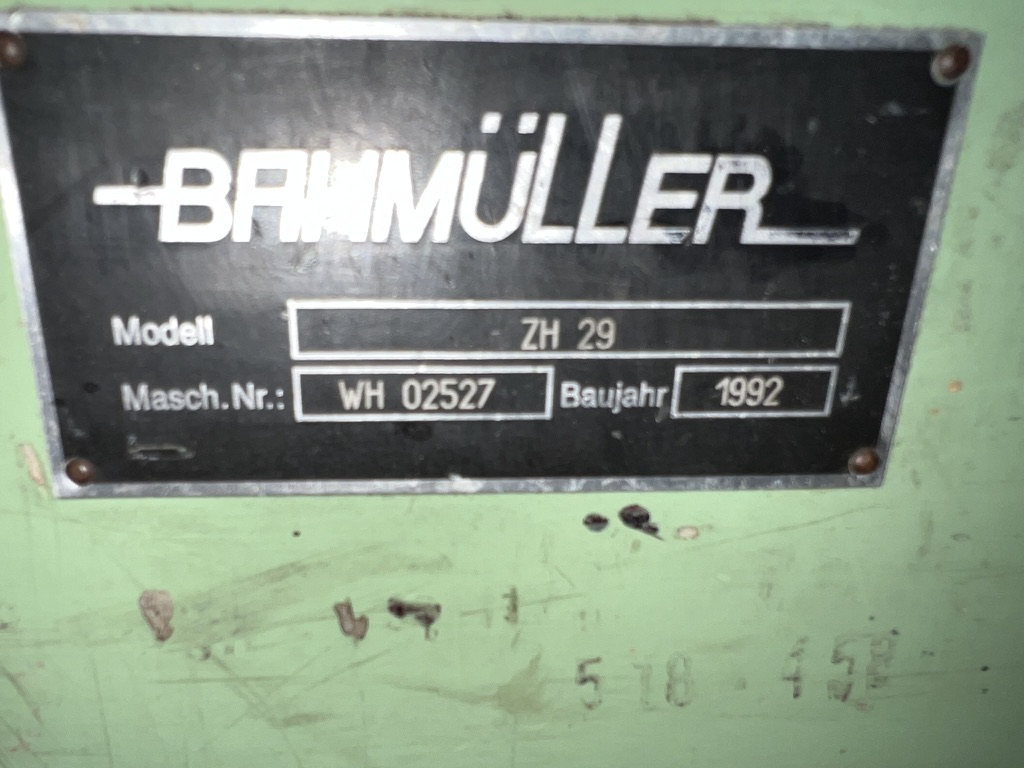 BAHMÜLLER
Modell ZH 29
Masch.Nr.: WH 02527 Baujahr 1992